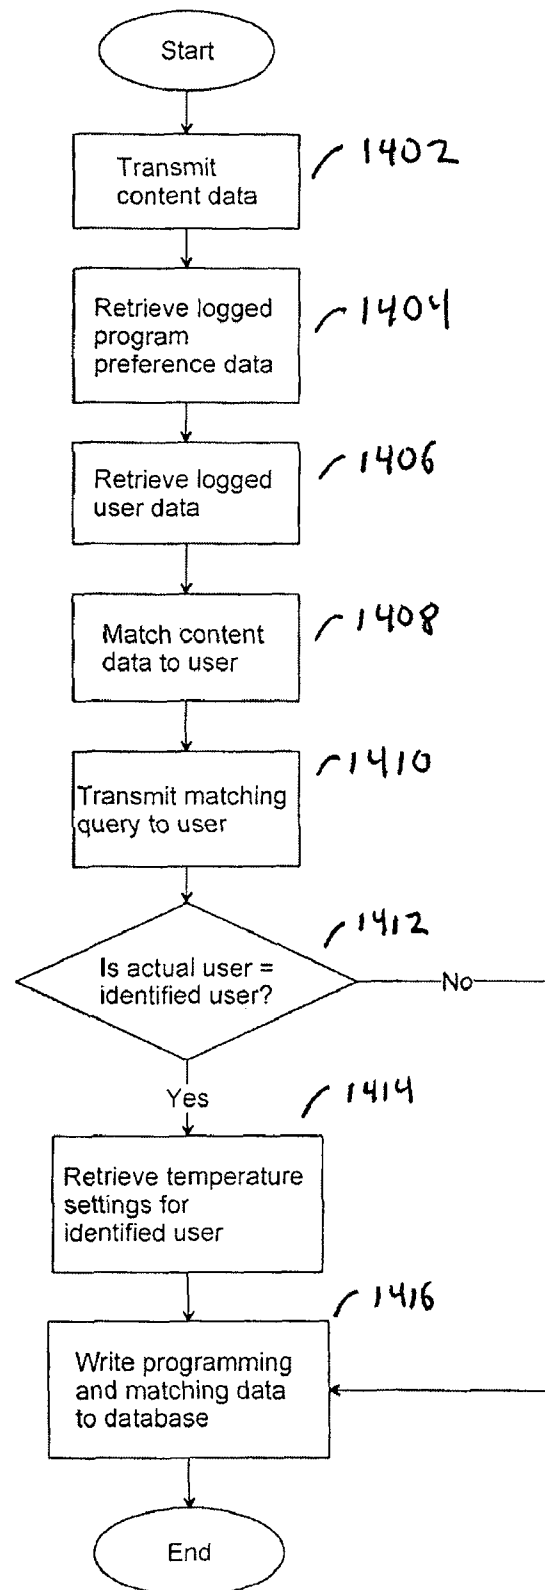 Start
1402
Transmit
content data
1404
Retrieve logged
program
preference data
1406
Retrieve logged
user data
1408
Match content
data to user
1410
Transmit matching
query to user
1412
Is actual user =
identified user?
No
Yes
1414
Retrieve temperature
settings for
identified user
1416
Write programming
and matching data
to database
End